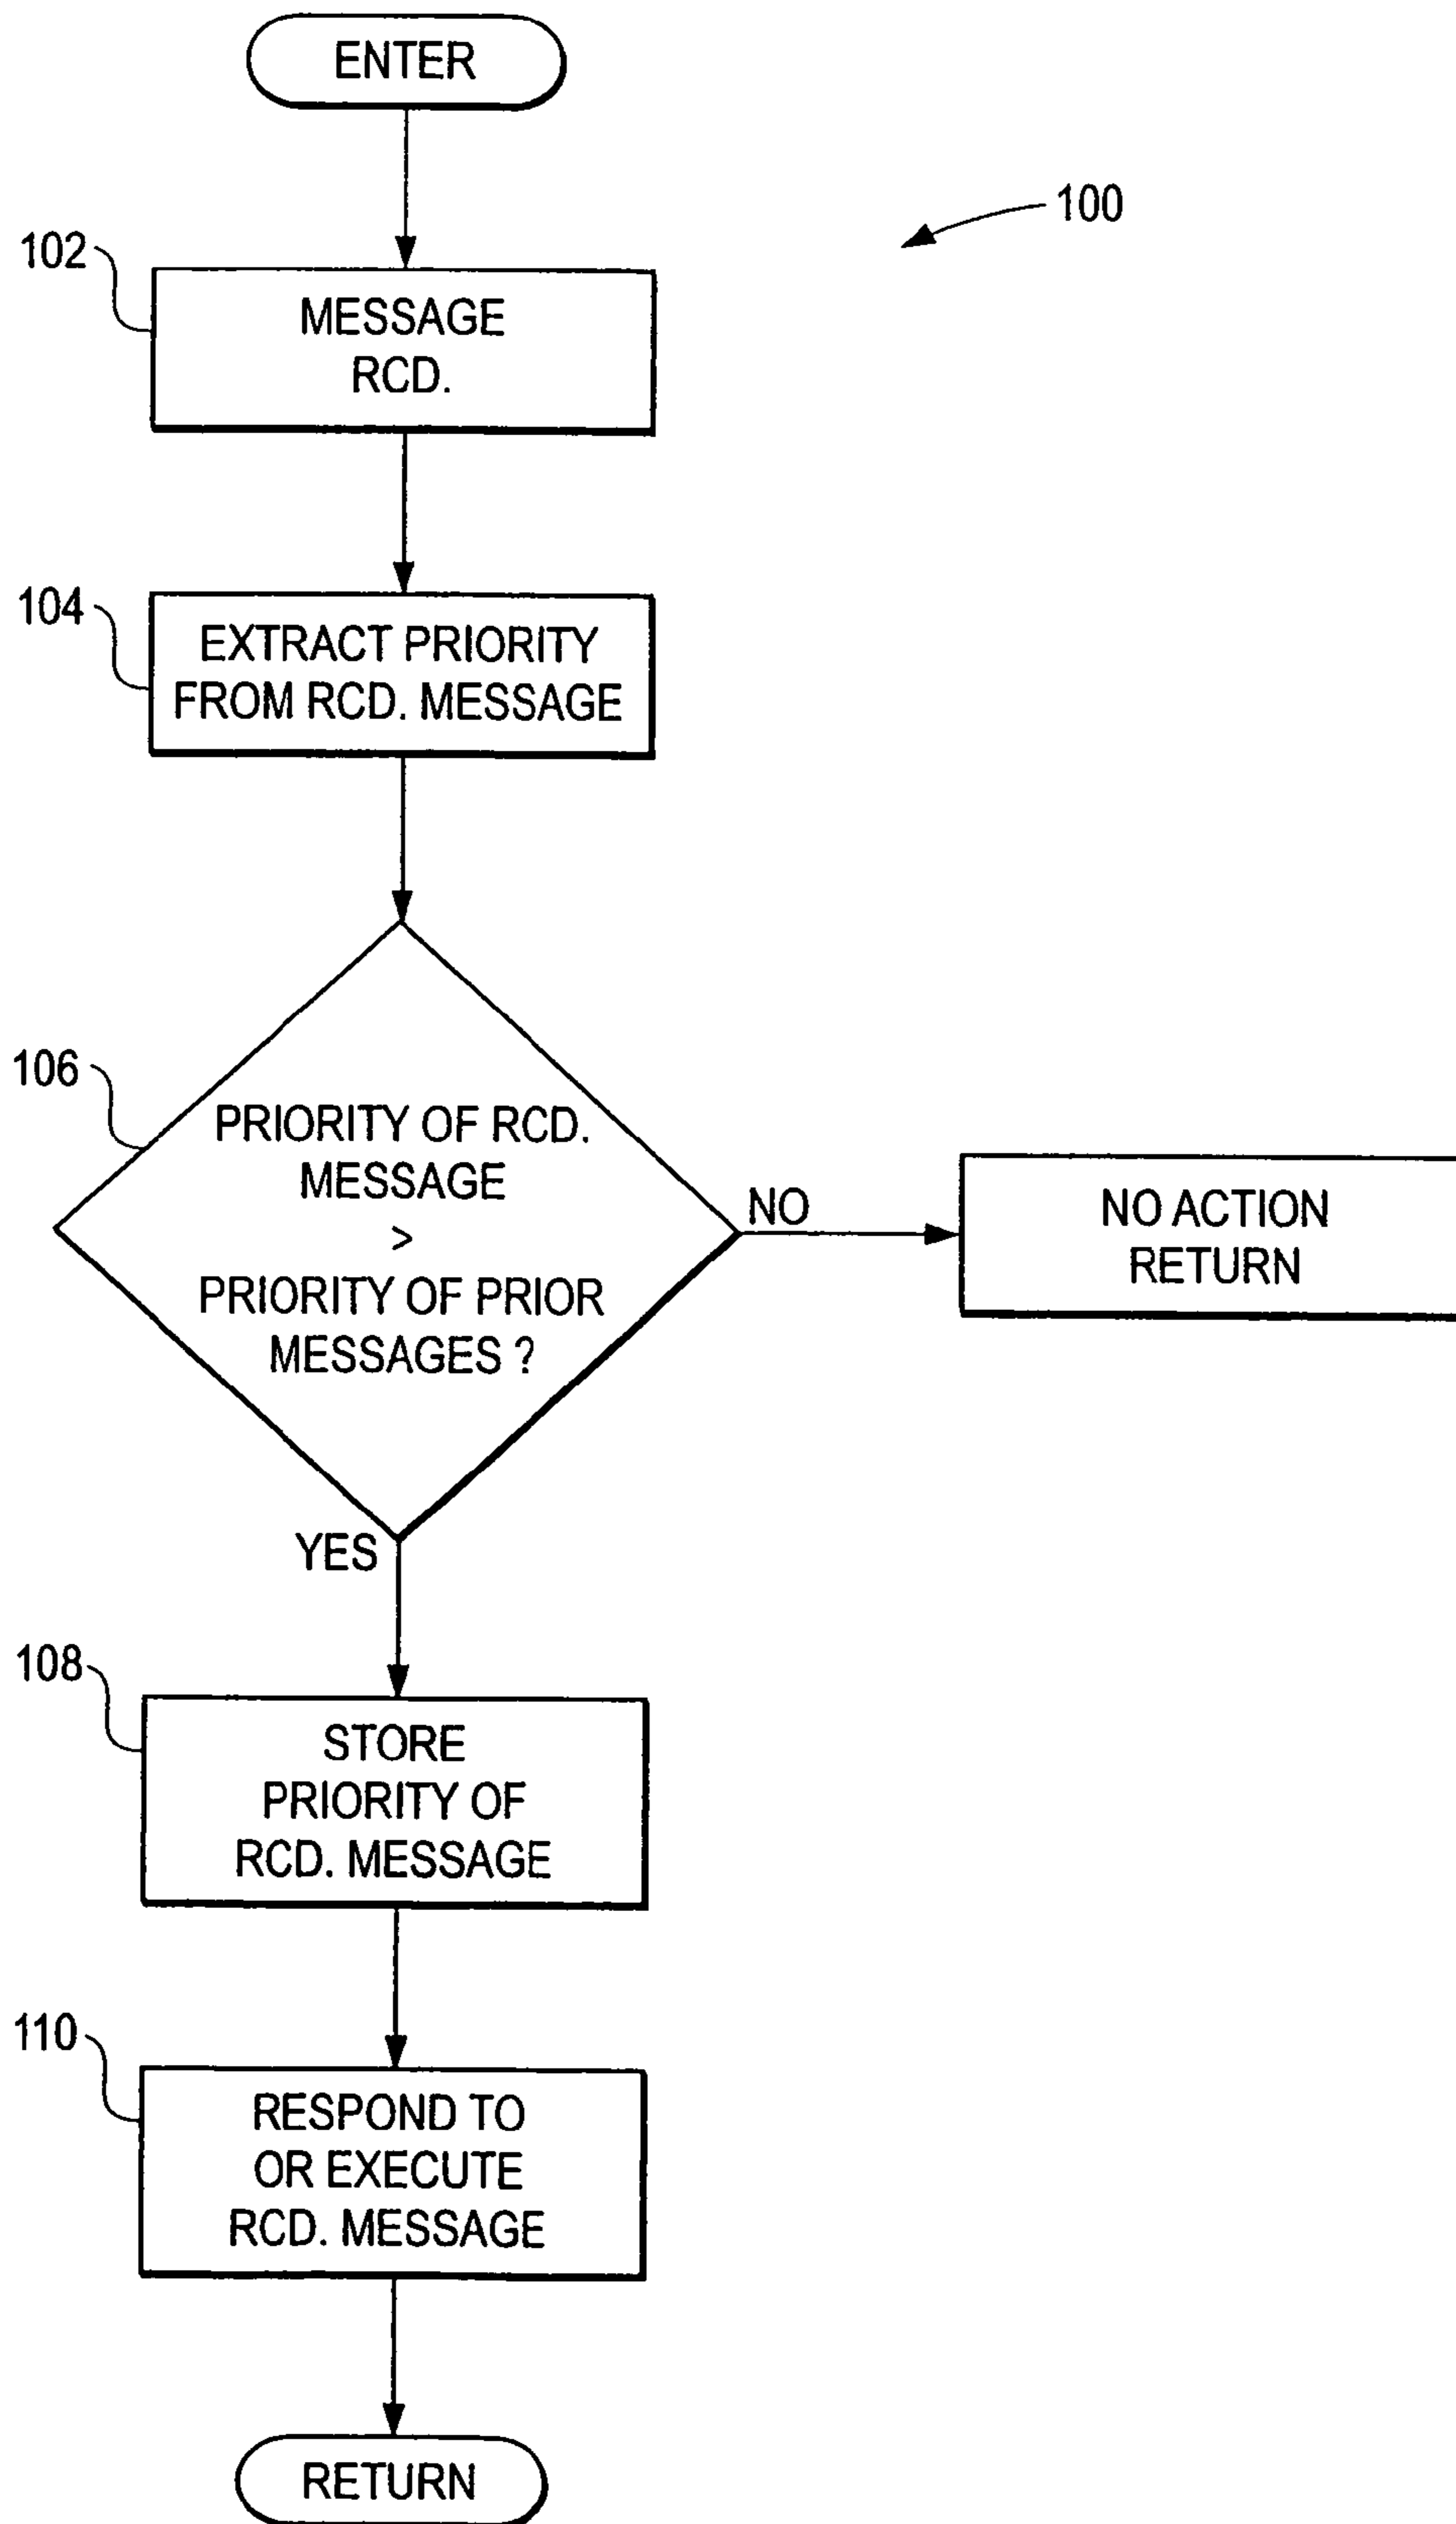 ENTER
100
102
MESSAGE
RCD.
104
EXTRACT PRIORITY
FROM RCD. MESSAGE
106
PRIORITY OF RCD.
MESSAGE
>
PRIORITY OF PRIOR
MESSAGES ?
NO
NO ACTION
RETURN
YES
108
STORE
PRIORITY OF
RCD. MESSAGE
110
RESPOND TO
OR EXECUTE
RCD. MESSAGE
RETURN